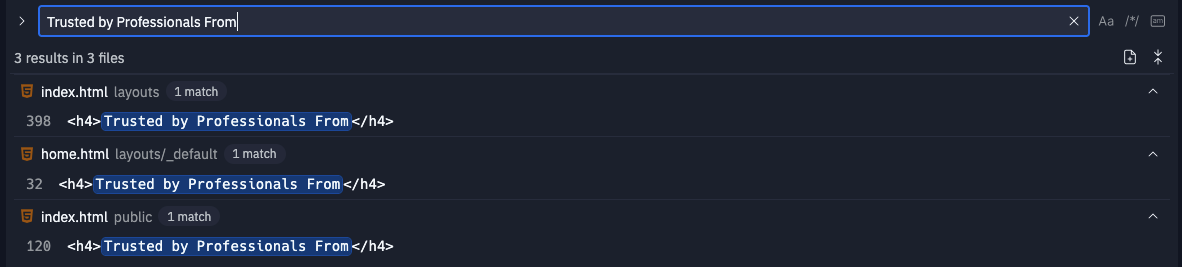 Trusted by Professionals From
Aa /*/ am
3 results in 3 files
index.html layouts 1 match
398 <h4>Trusted by Professionals From</h4>
home.html layouts/_default 1 match
32 <h4>Trusted by Professionals From</h4>
index.html public 1 match
120 <h4>Trusted by Professionals From</h4>